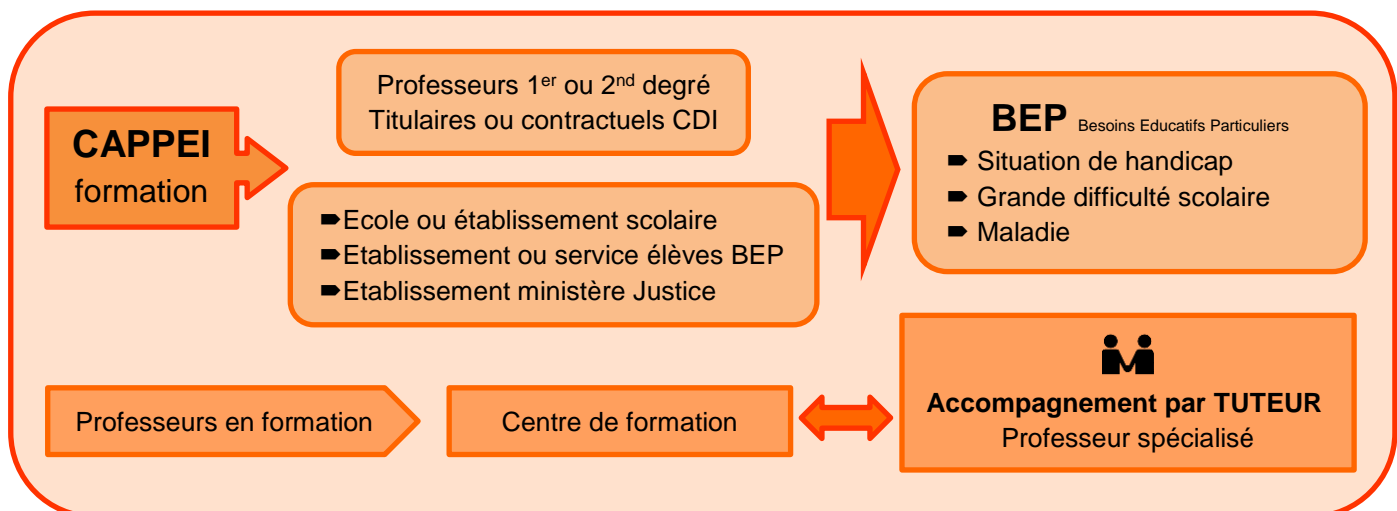 CAPPEI
formation
Professeurs 1er ou 2nd degré
Titulaires ou contractuels CDI
➨Ecole ou établissement scolaire
➨Etablissement ou service élèves BEP
➨Etablissement ministère Justice
BEP Besoins Educatifs Particuliers
➨ Situation de handicap
➨ Grande difficulté scolaire
➨ Maladie
Professeurs en formation
Centre de formation
Accompagnement par TUTEUR
Professeur spécialisé